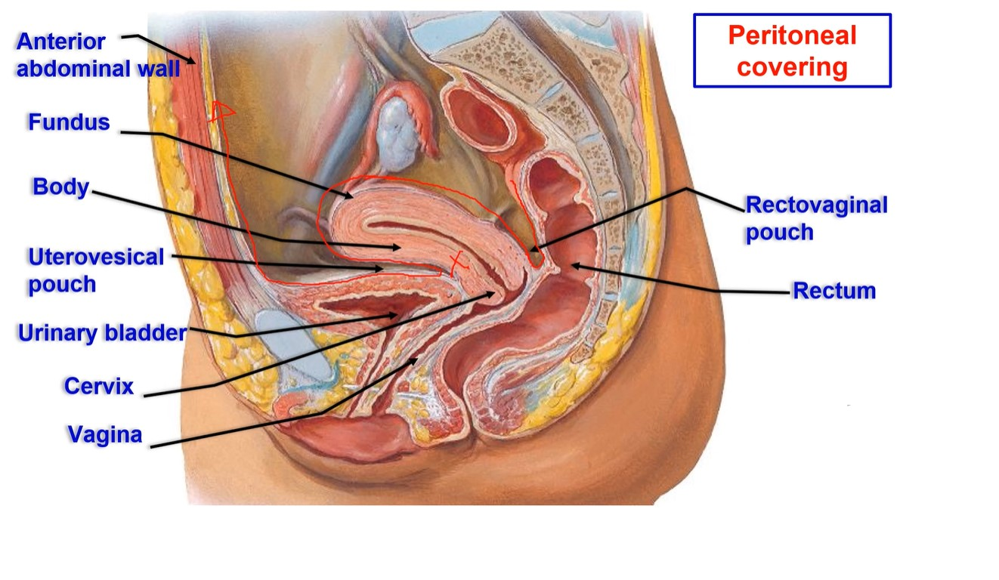 Peritoneal
covering
Anterior
abdominal wall
Fundus
Body
Uterovesical
pouch
Urinary bladder
Cervix
Vagina
Rectovaginal
pouch
Rectum
X